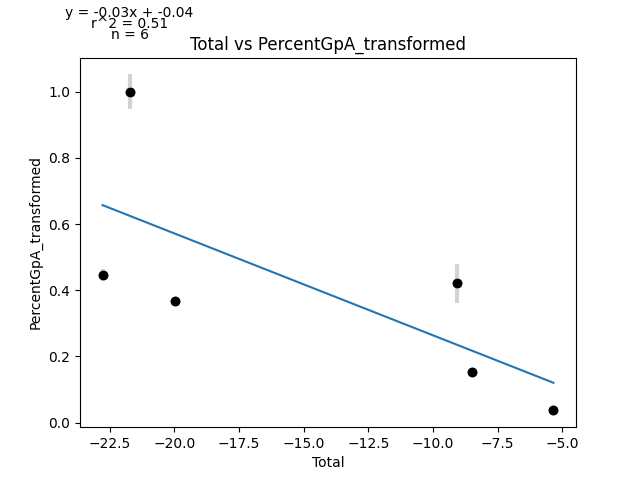 y = -0.03x + -0.04
r^2 = 0.51
n = 6
Total vs PercentGpA_transformed
PercentGpA_transformed
1.0
0.8
0.6
0.4
0.2
0.0
−22.5 −20.0 −17.5 −15.0 −12.5 −10.0 −7.5 −5.0
Total